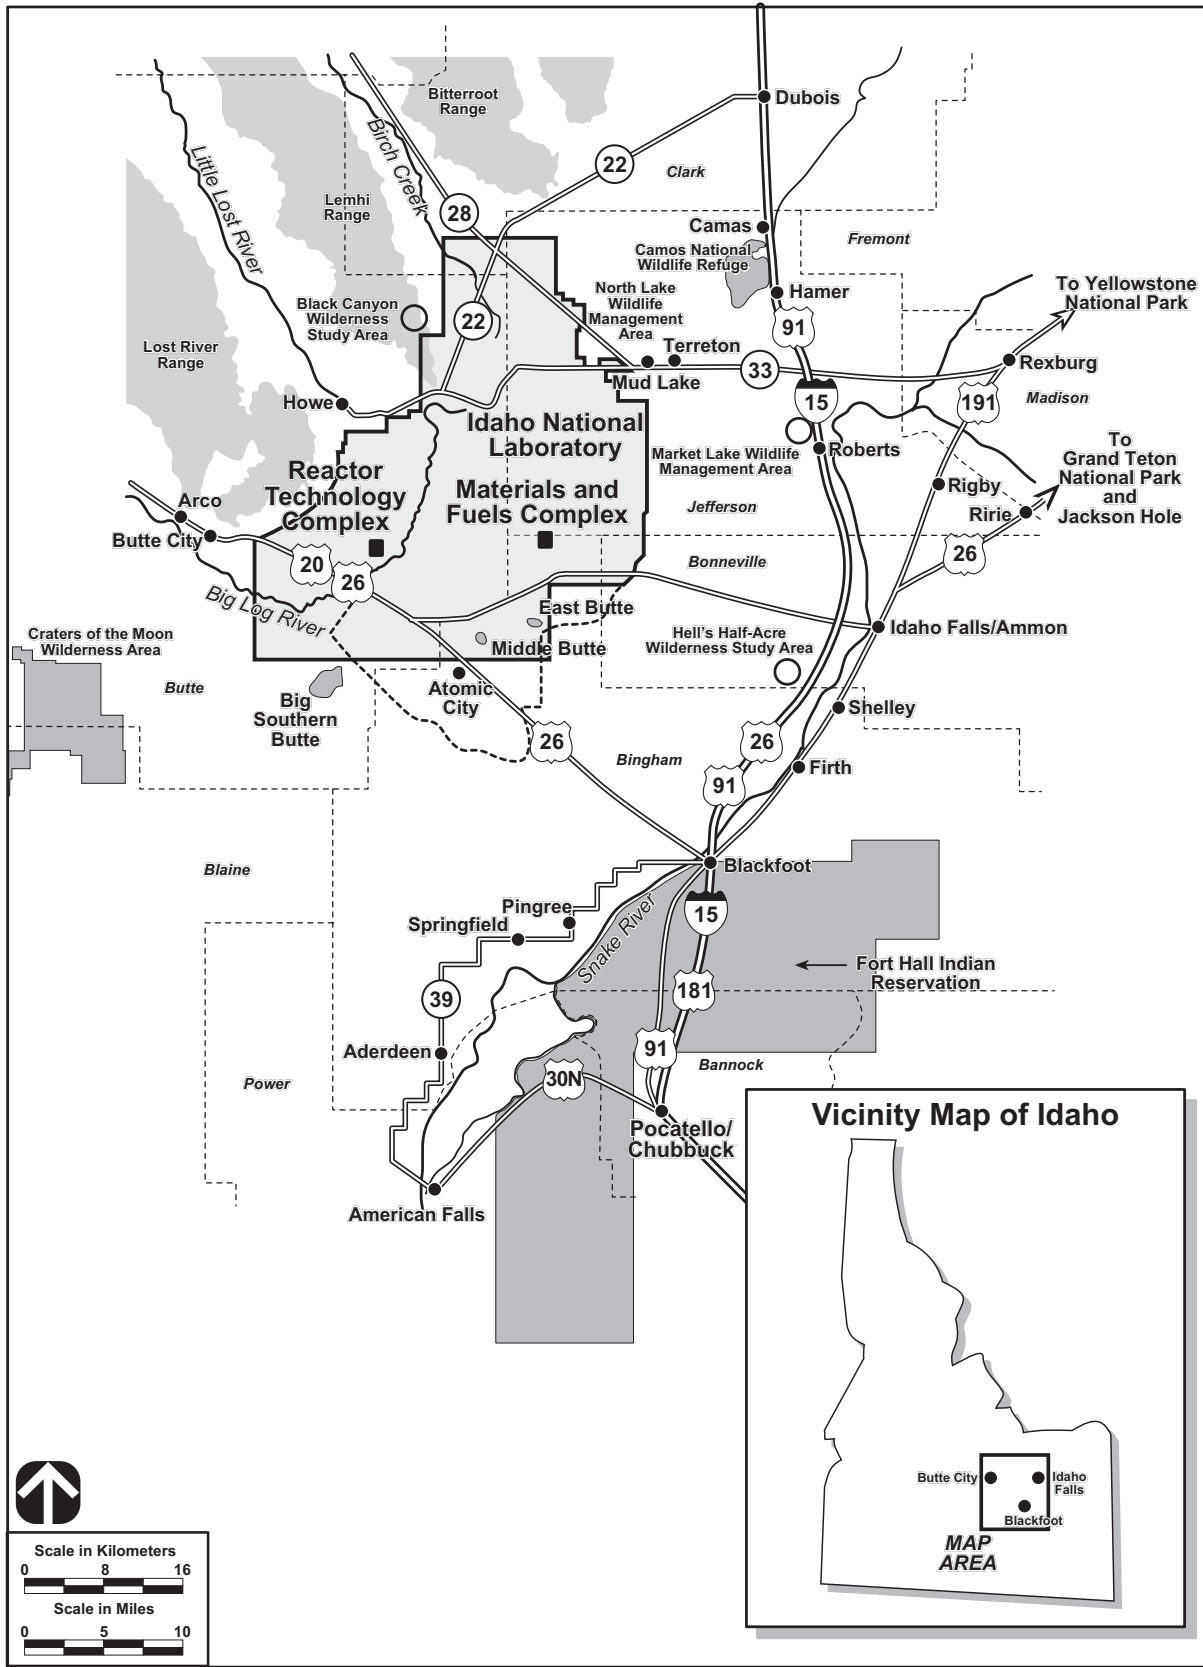 Bitterroot
Range
Dubois
Little Lost River
Birch Creek
22
Clark
Lemhi
Range
28
Camas
Fremont
Camos National
Wildlife Refuge
To Yellowstone
National Park
North Lake
Wildlife
Management
Area
Hamer
Black Canyon
Wilderness
Study Area
22
91
Lost River
Range
Terreton
33
Rexburg
Mud Lake
15
191
Madison
Howe
Idaho National
Laboratory
Market Lake Wildlife
Management Area
Roberts
To
Grand Teton
National Park
and
Jackson Hole
Reactor
Technology
Complex
Materials and
Fuels Complex
Rigby
Arco
Jefferson
Ririe
Butte City
20
26
Bonneville
26
Big Log River
East Butte
Idaho Falls/Ammon
Craters of the Moon
Wilderness Area
Hell's Half-Acre
Wilderness Study Area
Middle Butte
Butte
Big
Southern
Butte
Atomic
City
Shelley
26
26
Bingham
Firth
91
Blaine
Blackfoot
Pingree
15
Springfield
Snake River
Fort Hall Indian
Reservation
39
181
Aderdeen
91
Bannock
Power
30N
Pocatello/
Chubbuck
American Falls
Vicinity Map of Idaho
Butte City
Idaho
Falls
Blackfoot
MAP
AREA
Scale in Kilometers
0 8 16
Scale in Miles
0 5 10